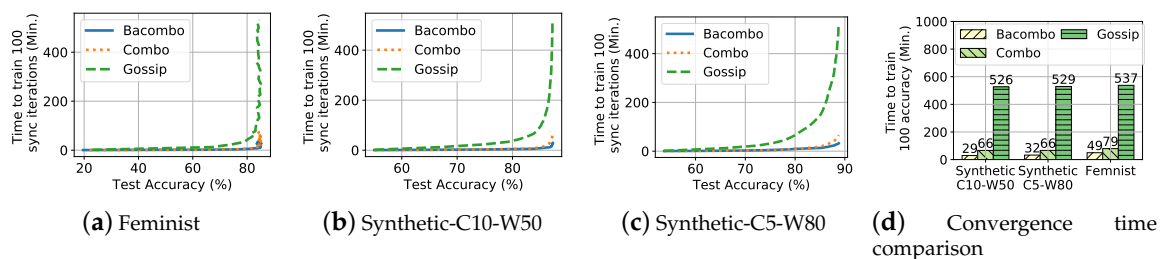 Time to train 100
sync iterations (Min.)
400
200
0
Bacombo
Combo
Gossip
20
40
60
80
Test Accuracy (%)
(a) Feminist
Time to train 100
sync iterations (Min.)
400
200
0
Bacombo
Combo
Gossip
60
70
80
Test Accuracy (%)
(b) Synthetic-C10-W50
Time to train 100
sync iterations (Min.)
400
200
0
Bacombo
Combo
Gossip
60
70
80
90
Test Accuracy (%)
(c) Synthetic-C5-W80
Time to train
100 accuracy (Min.)
1000
800
600
400
200
0
Bacombo
Combo
Gossip
29 66 526
32 66 529
49 79 537
Synthetic
C10-W50
Synthetic
C5-W80
Femnist
(d) Convergence time
comparison